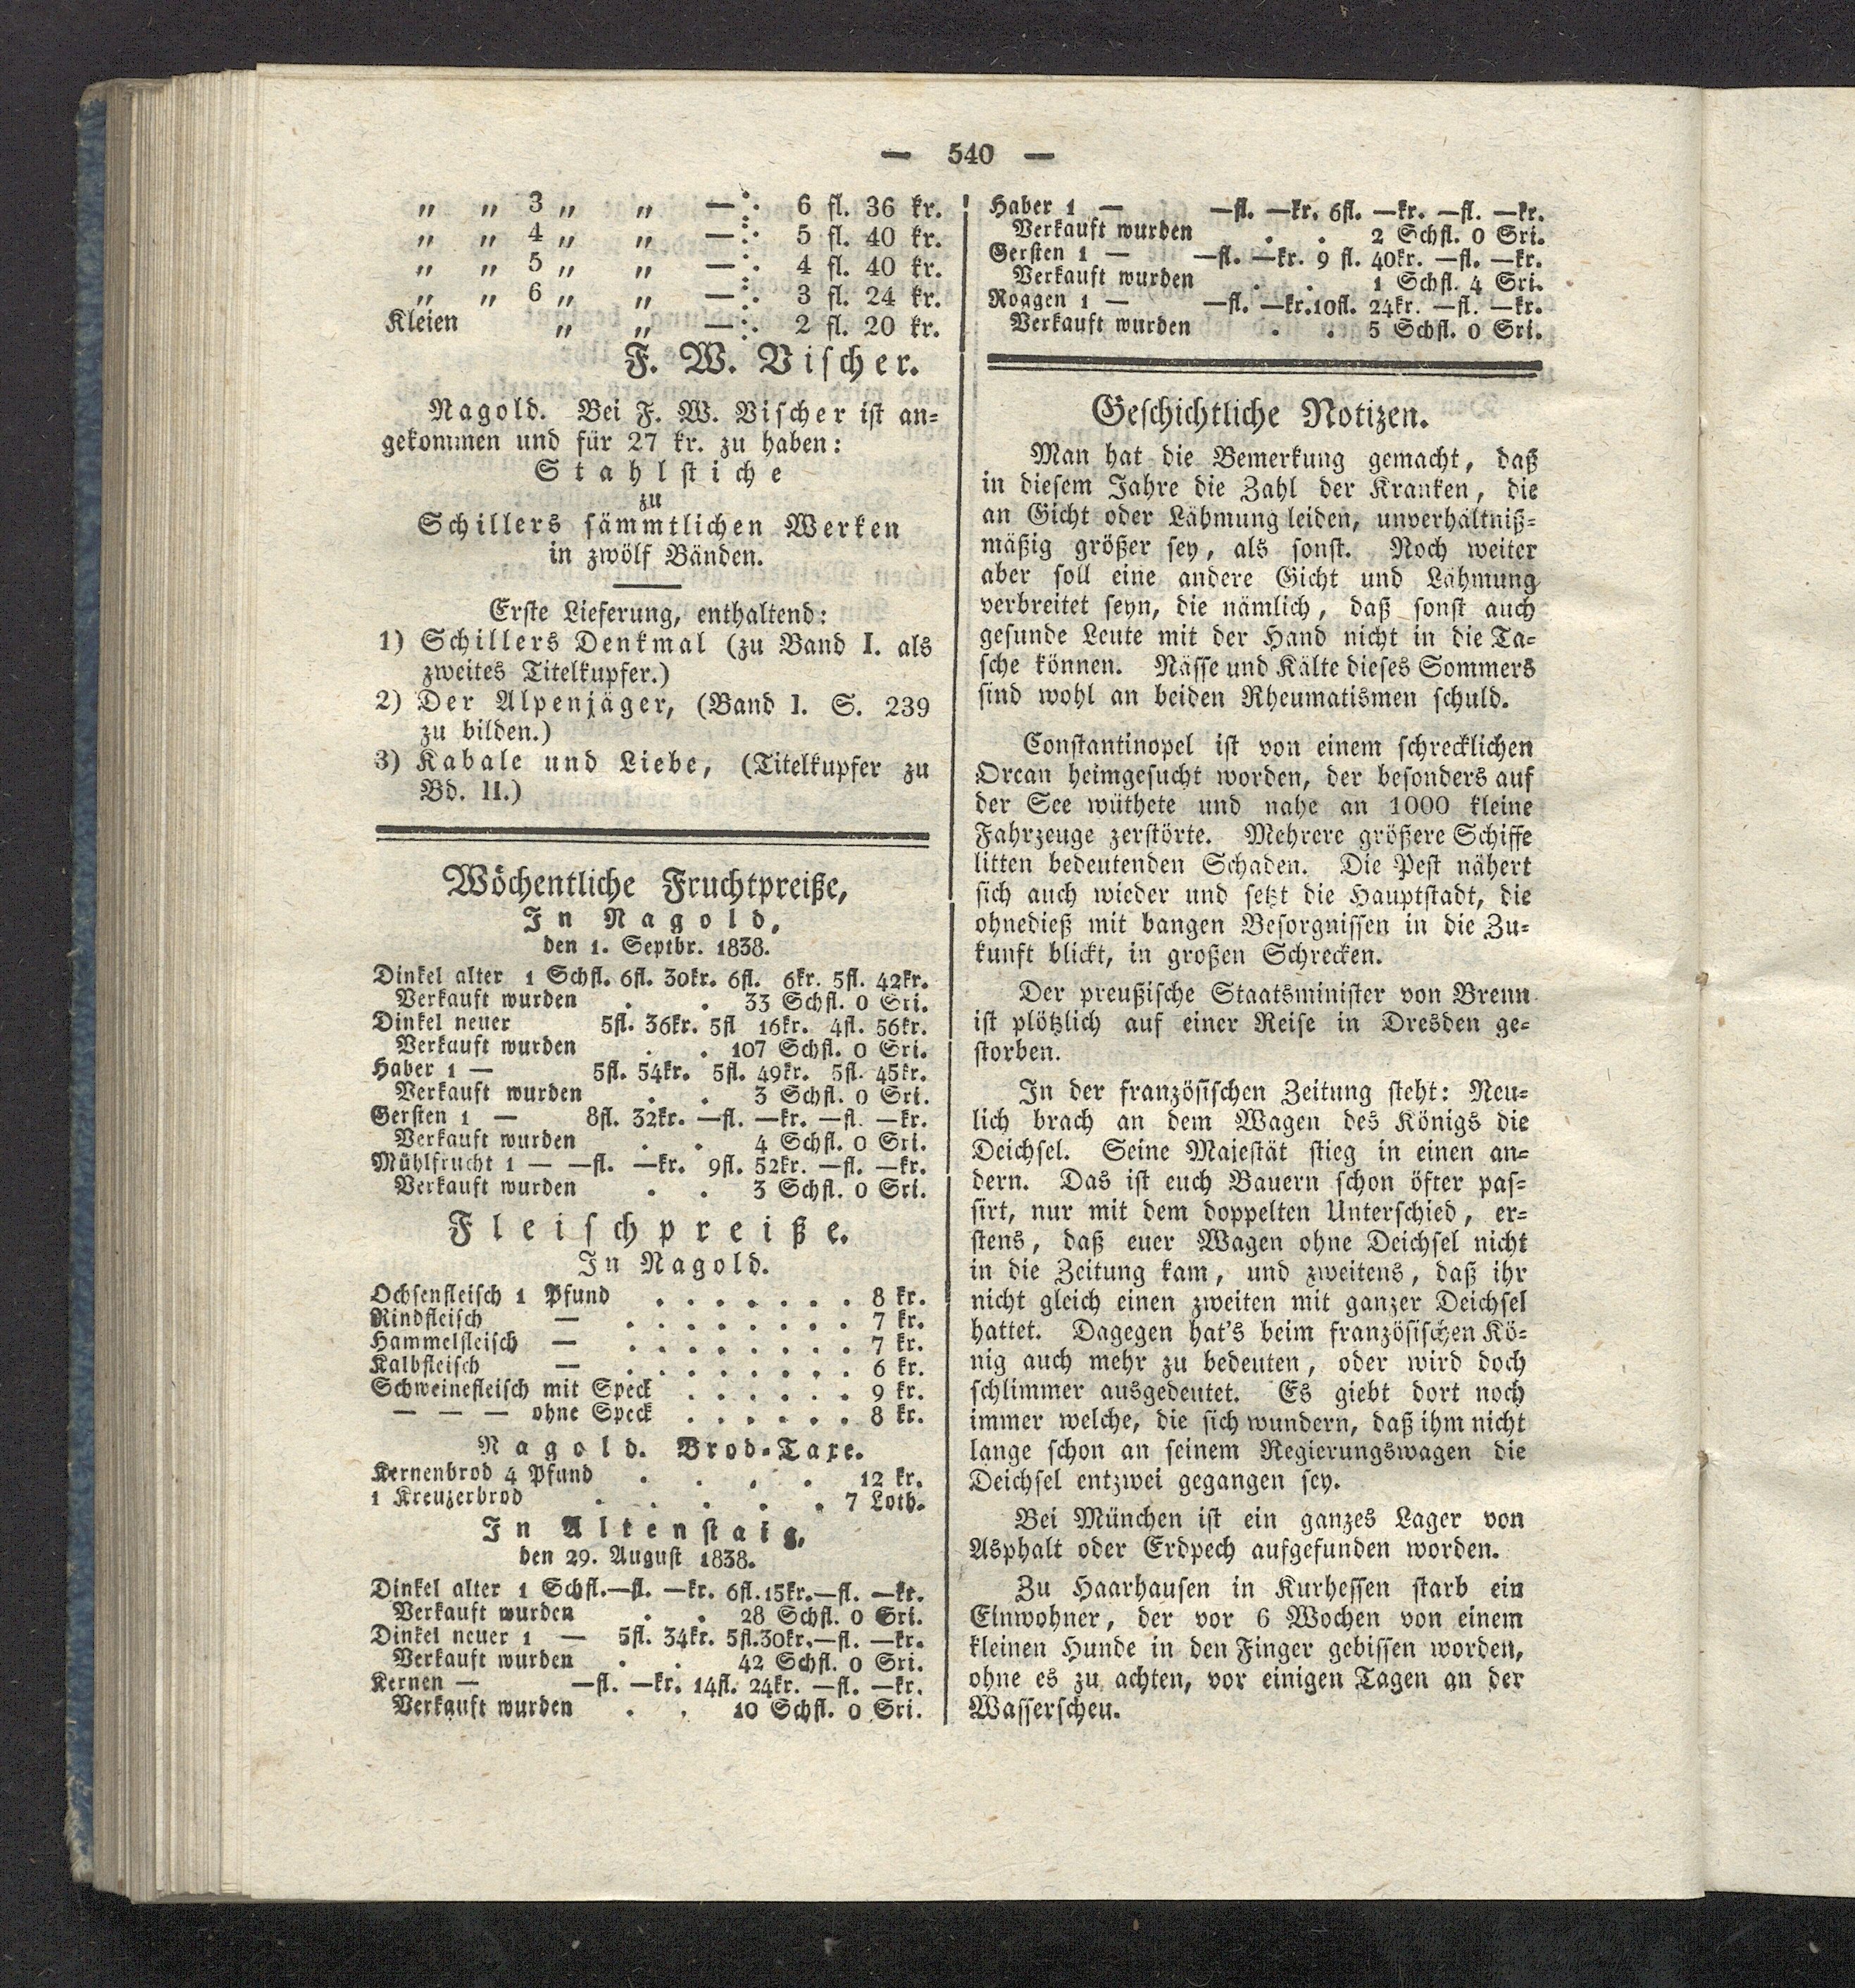 — 540 —
„ „ 3 „ „ —:· 6 fl. 36 kr.
„ „ 4 „ „ —:· 5 fl. 40 kr.
„ „ 5 „ „ —:· 4 fl. 40 kr.
„ „ 6 „ „ —:· 3 fl. 24 kr.
Kleien „ „ —:· 2 fl. 20 kr.
F. W. Vischer.
Nagold. Bei F. W. Vischer ist an-
gekommen und für 27 kr. zu haben:
Stahlstiche
zu
Schillers sämmtlichen Werken
in zwölf Bänden.
Erste Lieferung, enthaltend:
1) Schillers Denkmal (zu Band I. als
zweites Titelkupfer.)
2) Der Alpenjäger, (Band I. S. 239
zu bilden.)
3) Kabale und Liebe, (Titelkupfer zu
Bd. II.)
Wöchentliche Fruchtpreiße,
In Nagold,
den 1. Septbr. 1838.
Dinkel alter 1 Schfl. 6fl. 30kr. 6fl. 6kr. 5fl. 42kr.
Verkauft wurden . . 33 Schfl. 0 Sri.
Dinkel neuer 5fl. 36kr. 5fl 16kr. 4fl. 56kr.
Verkauft wurden . . 107 Schfl. 0 Sri.
Haber 1 — 5fl. 54kr. 5fl. 49kr. 5fl. 45kr.
Verkauft wurden . . 3 Schfl. 0 Sri.
Gersten 1 — 8fl. 32kr. —fl. —kr. —fl. —kr.
Verkauft wurden . . 4 Schfl. 0 Sri.
Mühlfrucht 1 — —fl. —kr. 9fl. 52kr. —fl. —kr.
Verkauft wurden . . 3 Schfl. 0 Sri.
Fleischpreiße.
In Nagold.
Ochsenfleisch 1 Pfund . . . . . . . 8 kr.
Rindfleisch — . . . . . . . . 7 kr.
Hammelfleisch — . . . . . . . . 7 kr.
Kalbfleisch — . . . . . . . . 6 kr.
Schweinefleisch mit Speck . . . . . . 9 kr.
— — — ohne Speck . . . . . . 8 kr.
Nagold. Brod-Taxe.
Kernenbrod 4 Pfund . . . . 12 kr.
1 Kreuzerbrod . . . . . 7 Loth.
In Altenstaig,
den 29. August 1838.
Dinkel alter 1 Schfl.—fl. —kr. 6fl.15kr.—fl. —kr.
Verkauft wurden . . 28 Schfl. 0 Sri.
Dinkel neuer 1 — 5fl. 34kr. 5fl.30kr.—fl. —kr.
Verkauft wurden . . 42 Schfl. 0 Sri.
Kernen — —fl. —kr. 14fl. 24kr. —fl. —kr.
Verkauft wurden . . 10 Schfl. 0 Sri.
Haber 1 — —fl. —kr. 6fl. —kr. —fl. —kr.
Verkauft wurden . . 2 Schfl. 0 Sri.
Gersten 1 — —fl. —kr. 9 fl. 40kr. —fl. —kr.
Verkauft wurden . . 1 Schfl. 4 Sri.
Roggen 1 — —fl. —kr.10fl. 24kr. —fl. —kr.
Verkauft wurden . . 5 Schfl. 0 Sri.
Geschichtliche Notizen.
Man hat die Bemerkung gemacht, daß
in diesem Jahre die Zahl der Kranken, die
an Gicht oder Lähmung leiden, unverhältniß-
mäßig größer sey, als sonst. Noch weiter
aber soll eine andere Gicht und Lähmung
verbreitet seyn, die nämlich, daß sonst auch
gesunde Leute mit der Hand nicht in die Ta-
sche können. Nässe und Kälte dieses Sommers
sind wohl an beiden Rheumatismen schuld.
Constantinopel ist von einem schrecklichen
Orcan heimgesucht worden, der besonders auf
der See wüthete und nahe an 1000 kleine
Fahrzeuge zerstörte. Mehrere größere Schiffe
litten bedeutenden Schaden. Die Pest nähert
sich auch wieder und setzt die Hauptstadt, die
ohnedieß mit bangen Besorgnissen in die Zu-
kunft blickt, in großen Schrecken.
Der preußische Staatsminister von Brenn
ist plötzlich auf einer Reise in Dresden ge-
storben.
In der französischen Zeitung steht: Neu-
lich brach an dem Wagen des Königs die
Deichsel. Seine Majestät stieg in einen an-
dern. Das ist euch Bauern schon öfter pas-
sirt, nur mit dem doppelten Unterschied, er-
stens, daß euer Wagen ohne Deichsel nicht
in die Zeitung kam, und zweitens, daß ihr
nicht gleich einen zweiten mit ganzer Deichsel
hattet. Dagegen hat's beim französischen Kö-
nig auch mehr zu bedeuten, oder wird doch
schlimmer ausgedeutet. Es giebt dort noch
immer welche, die sich wundern, daß ihm nicht
lange schon an seinem Regierungswagen die
Deichsel entzwei gegangen sey.
Bei München ist ein ganzes Lager von
Asphalt oder Erdpech aufgefunden worden.
Zu Haarhausen in Kurhessen starb ein
Einwohner, der vor 6 Wochen von einem
kleinen Hunde in den Finger gebissen worden,
ohne es zu achten, vor einigen Tagen an der
Wasserscheu.